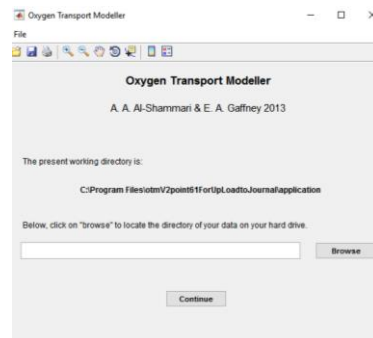 Oxygen Transport Modeller
File
Oxygen Transport Modeller
A. A. Al-Shammari & E. A. Gaffney 2013
The present working directory is:
C:\Program Files\otmV2point61ForUpLoadtoJournal\application
Below, click on "browse" to locate the directory of your data on your hard drive.
Browse
Continue